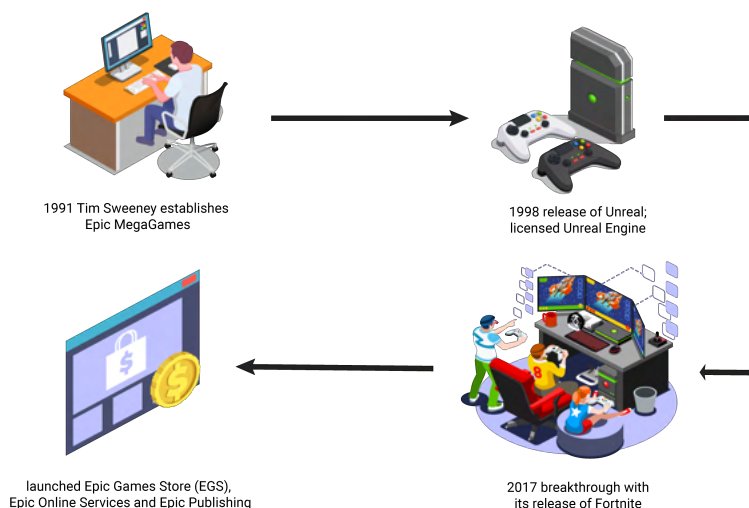 1991 Tim Sweeney establishes
Epic MegaGames
1998 release of Unreal;
licensed Unreal Engine
8
launched Epic Games Store (EGS),
Epic Online Services and Epic Publishing
$
$
2017 breakthrough with
its release of Fortnite